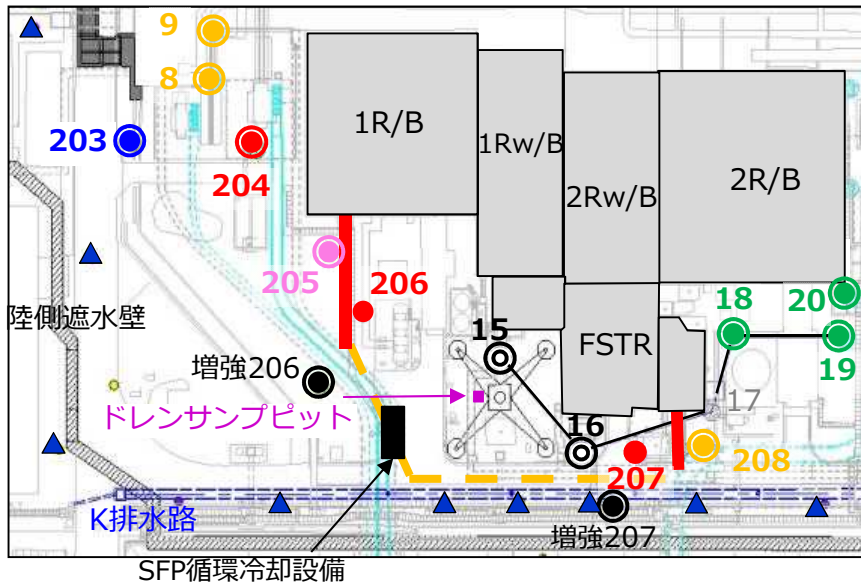 9
8
203
204
1R/B
1Rw/B
2Rw/B
2R/B
205
206
陸側遮水壁
増強206
ドレンサンプピット
15
FSTR
18
20
19
17
16
207
208
K排水路
増強207
SFP循環冷却設備